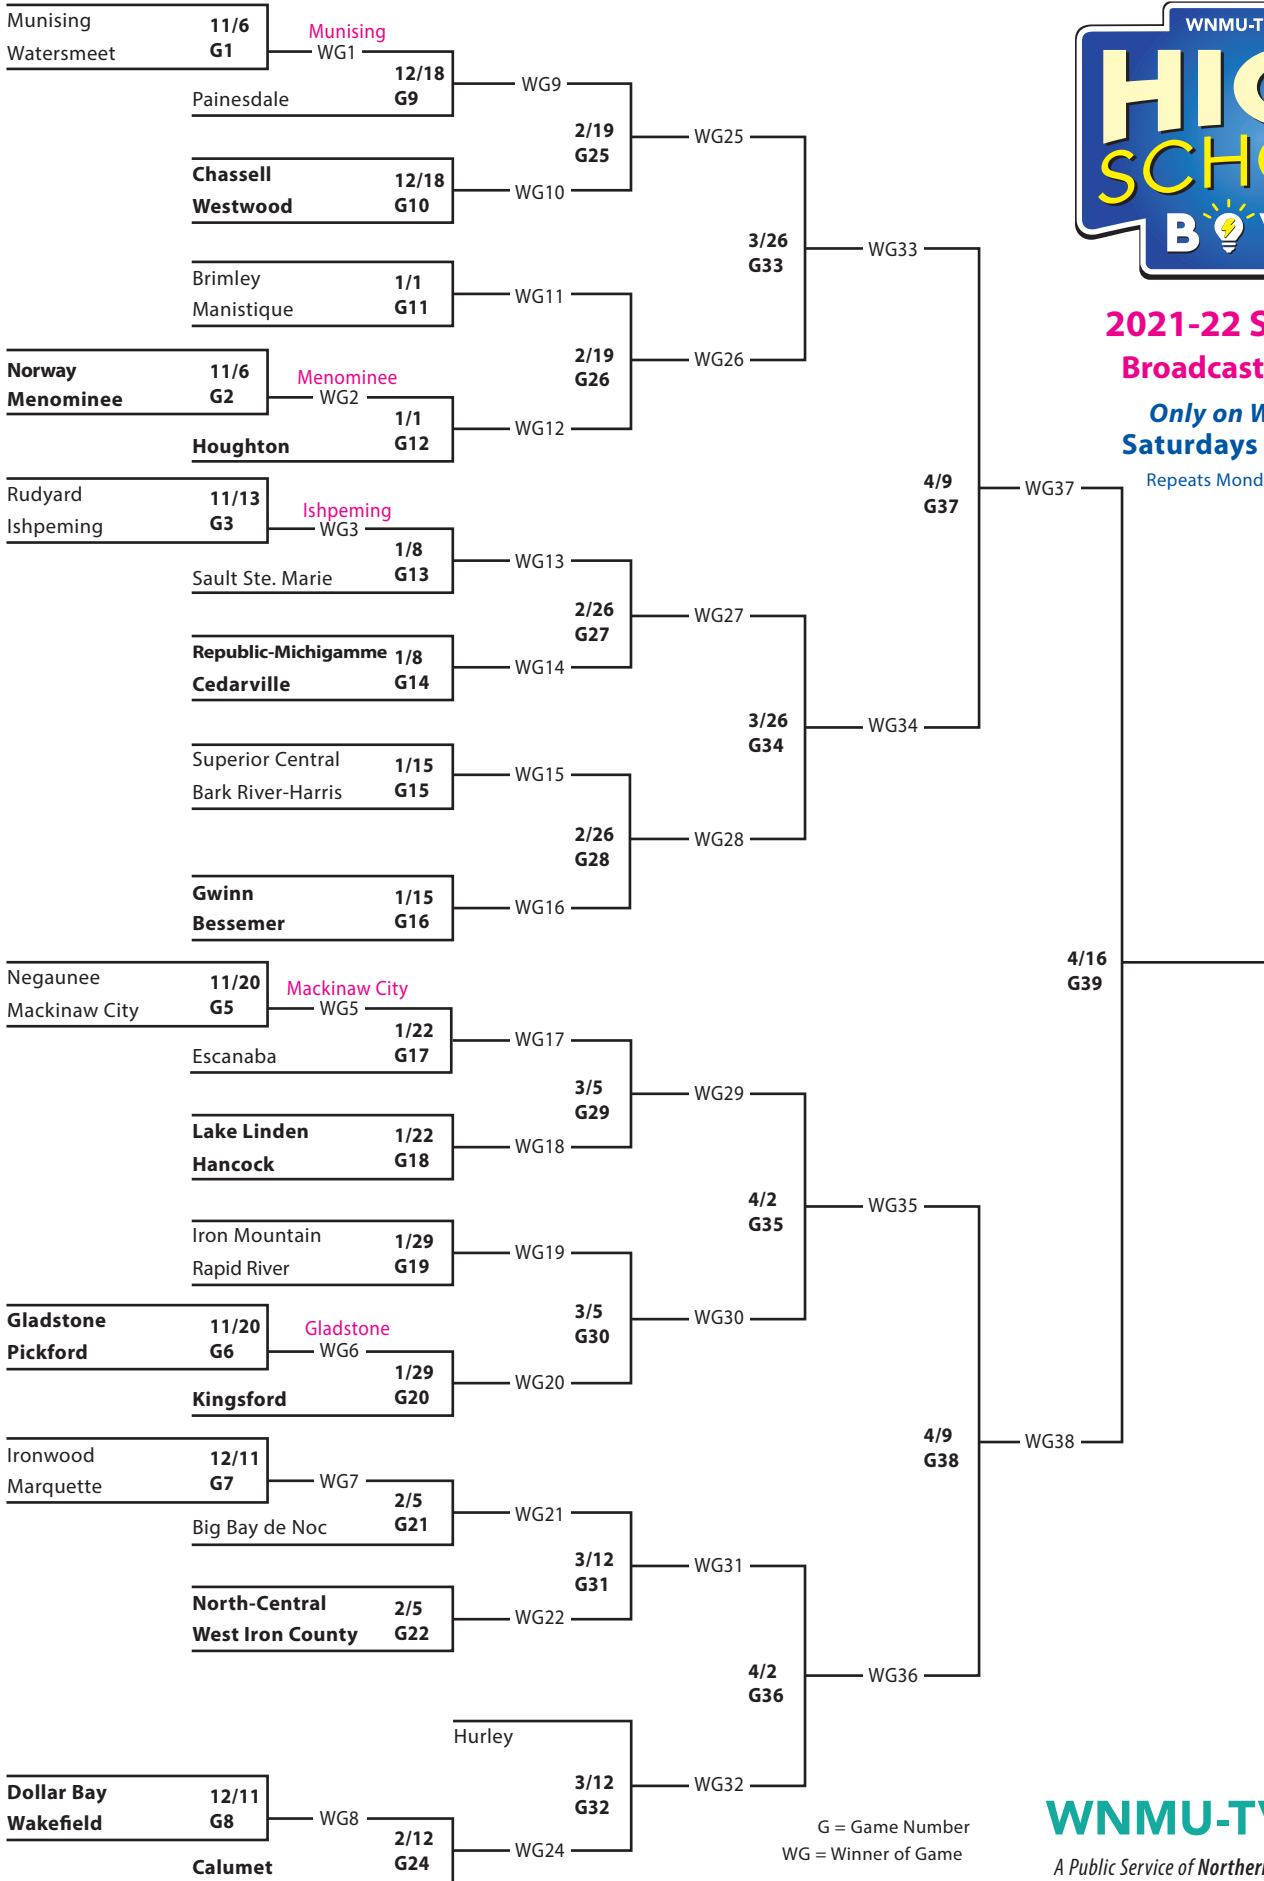 Munising
Watersmeet
11/6
G1
Munising
WG1
Painesdale
12/18
G9
WG9
Chassell
Westwood
12/18
G10
WG10
2/19
G25
WG25
Brimley
Manistique
1/1
G11
WG11
Norway
Menominee
11/6
G2
Menominee
WG2
Houghton
1/1
G12
WG12
2/19
G26
WG26
3/26
G33
WG33
Rudyard
Ishpeming
11/13
G3
Ishpeming
WG3
Sault Ste. Marie
1/8
G13
WG13
Republic-Michigamme
Cedarville
1/8
G14
WG14
2/26
G27
WG27
Superior Central
Bark River-Harris
1/15
G15
WG15
Gwinn
Bessemer
1/15
G16
WG16
2/26
G28
WG28
3/26
G34
WG34
4/9
G37
WG37
Negaunee
Mackinaw City
11/20
G5
Mackinaw City
WG5
Escanaba
1/22
G17
WG17
Lake Linden
Hancock
1/22
G18
WG18
3/5
G29
WG29
Iron Mountain
Rapid River
1/29
G19
WG19
Gladstone
Pickford
11/20
G6
Gladstone
WG6
Kingsford
1/29
G20
WG20
3/5
G30
WG30
4/2
G35
WG35
Ironwood
Marquette
12/11
G7
WG7
Big Bay de Noc
2/5
G21
WG21
North-Central
West Iron County
2/5
G22
WG22
3/12
G31
WG31
Hurley
Dollar Bay
Wakefield
12/11
G8
WG8
Calumet
2/12
G24
WG24
3/12
G32
WG32
4/2
G36
WG36
4/9
G38
WG38
4/16
G39
WNMU-T
HIG
SCHO
B
2021-22 S
Broadcast
Only on W
Saturdays
Repeats Mond
G = Game Number
WG = Winner of Game
WNMU-TV
A Public Service of Northern